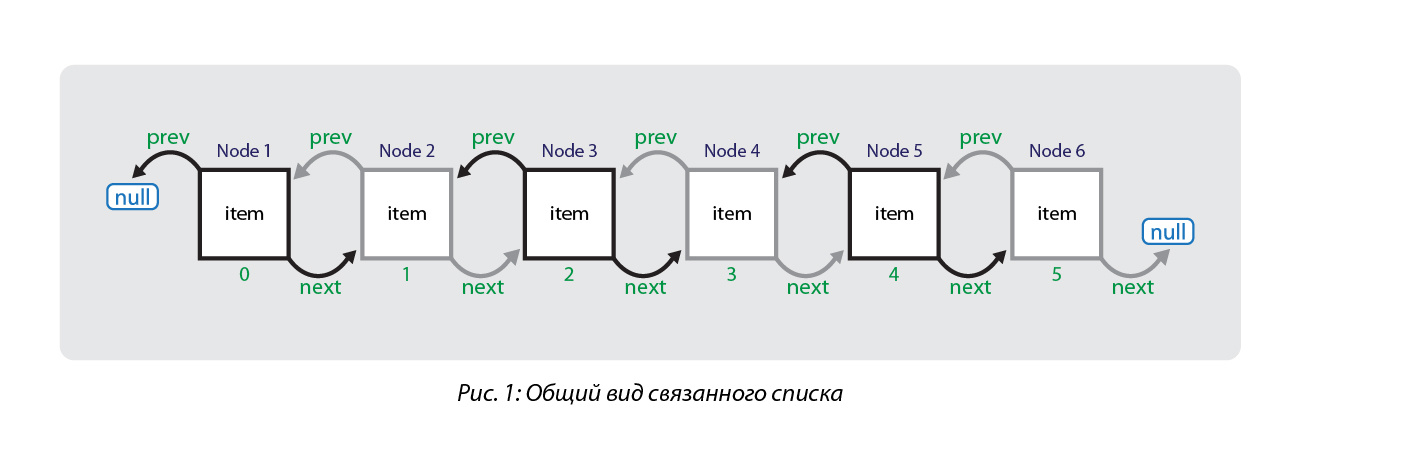 prev prev prev prev prev prev
Node 1 Node 2 Node 3 Node 4 Node 5 Node 6
null
item item item item item item
null
0 1 2 3 4 5
next next next next next next
Рис. 1: Общий вид связанного списка